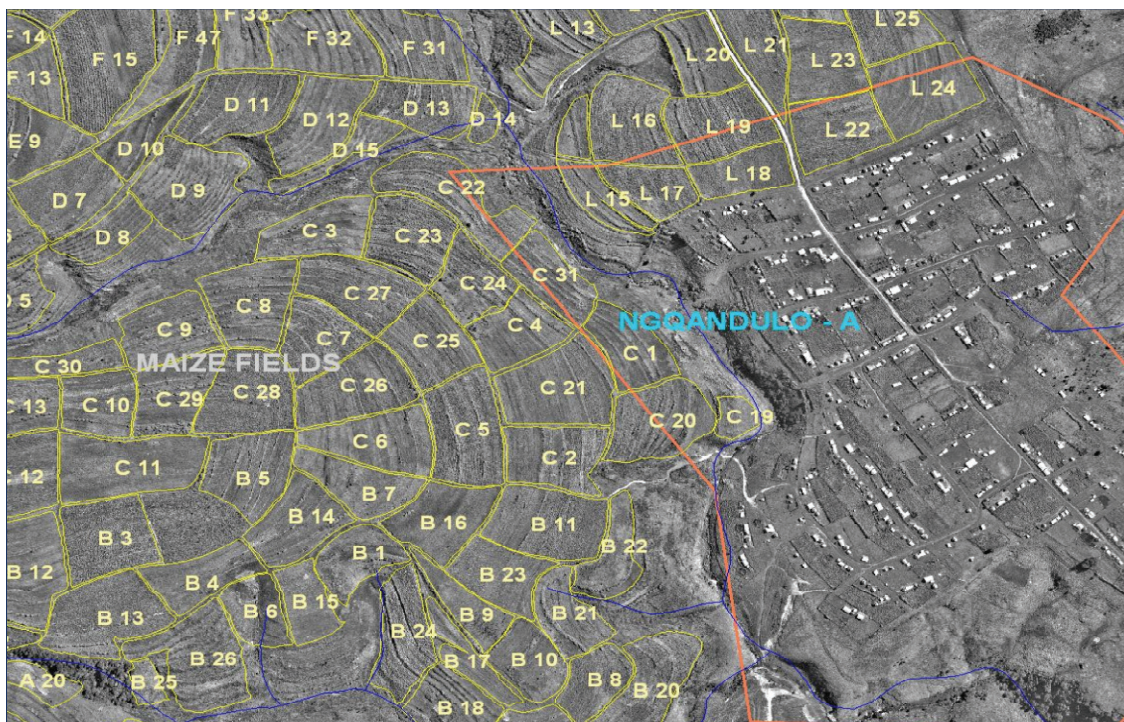 F 14
F 15
F 47
F 33
F 32
F 31
L 13
L 20
L 21
L 25
F 13
L 23
L 24
D 11
D 12
D 13
D 14
L 16
L 19
L 22
E 9
D 10
D 15
D 7
D 9
C 22
L 15
L 17
L 18
D 8
C 3
C 23
C 31
C 24
D 5
C 8
C 27
C 9
C 7
C 25
C 4
C 1
NGQANDULO - A
C 30
MAIZE FIELDS
C 26
C 21
C 13
C 10
C 29
C 28
C 20
C 19
C 6
C 5
C 2
C 12
C 11
B 5
B 7
B 14
B 16
B 11
B 3
B 1
B 22
B 12
B 4
B 23
B 13
B 6
B 15
B 24
B 9
B 21
B 26
B 17
B 10
A 20
B 25
B 8
B 20
B 18